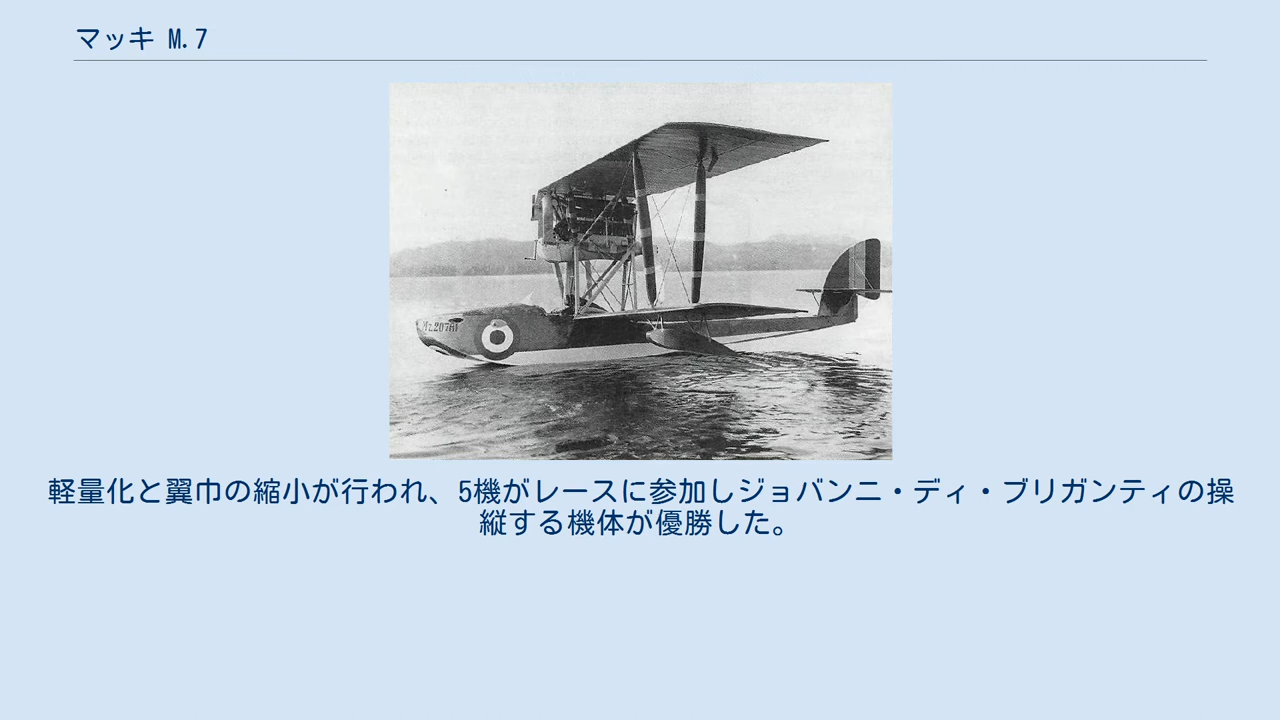 マッキ M.7
軽量化と翼巾の縮小が行われ、5機がレースに参加しジョバンニ・ディ・ブリガンティの操
縦する機体が優勝した。